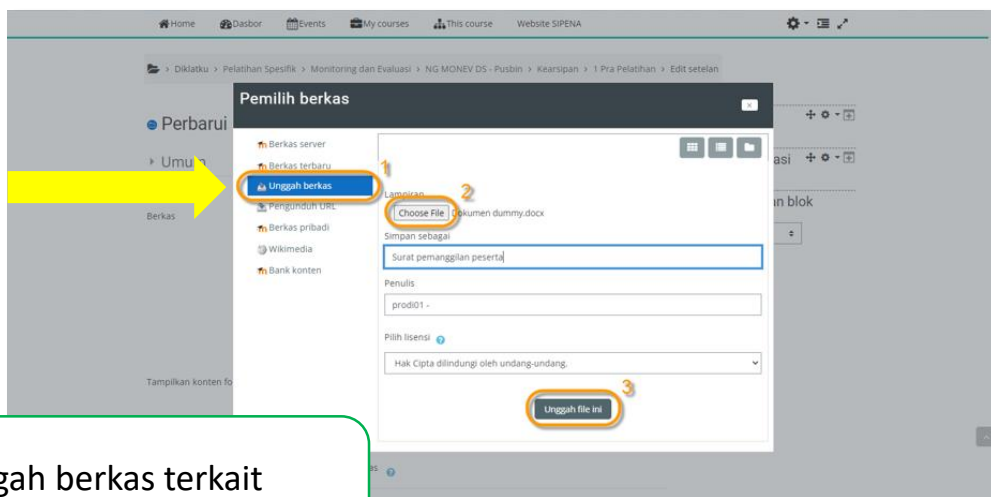 Home Dasbor Events My courses This course Website SIPENA
> Diklatku > Pelatihan Spesifik > Monitoring dan Evaluasi > NG MONEV DS - Pusbin > Kearsipan > 1 Pra Pelatihan > Edit setelan
Pemilih berkas
x
Perbarui
Umum
asi
Berkas server
Berkas terbaru
1
Unggah berkas
Pengunduh URL
Berkas pribadi
Wikimedia
Bank konten
Lampiran
2
Choose File Dokumen dummy.docx
Simpan sebagai
Surat pemanggilan peserta
Penulis
prodi01 -
Pilih lisensi
Hak Cipta dilindungi oleh undang-undang.
3
Unggah file ini
Berkas
an blok
Tampilkan konten fo
as
gah berkas terkait